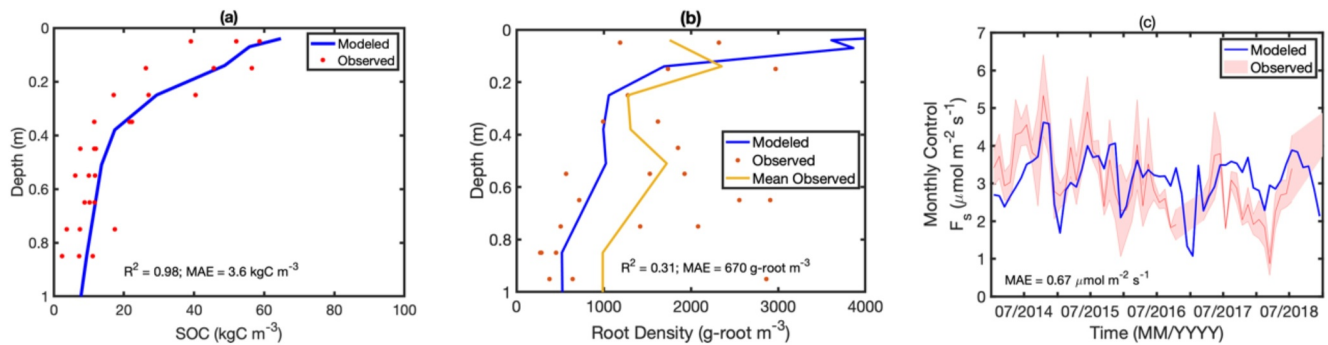 (a)
0
0.2
0.4
0.6
0.8
1
Depth (m)
Modeled
Observed
R² = 0.98; MAE = 3.6 kgC m⁻³
0 20 40 60 80 100
SOC (kgC m⁻³)
(b)
0
0.2
0.4
0.6
0.8
1
Depth (m)
Modeled
Observed
Mean Observed
R² = 0.31; MAE = 670 g-root m⁻³
0 1000 2000 3000 4000
Root Density (g-root m⁻³)
(c)
7
6
5
4
3
2
1
0
Monthly Control
Fₛ (μmol m⁻² s⁻¹)
Modeled
Observed
MAE = 0.67 μmol m⁻² s⁻¹
07/2014 07/2015 07/2016 07/2017 07/2018
Time (MM/YYYY)